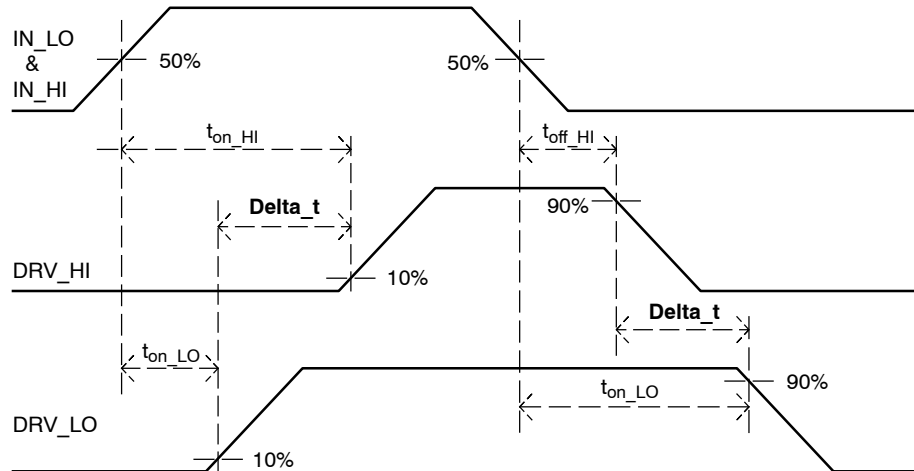 IN_LO
&
IN_HI
50%
50%
ton_HI
toff_HI
Delta_t
90%
DRV_HI
10%
Delta_t
ton_LO
ton_LO
90%
DRV_LO
10%